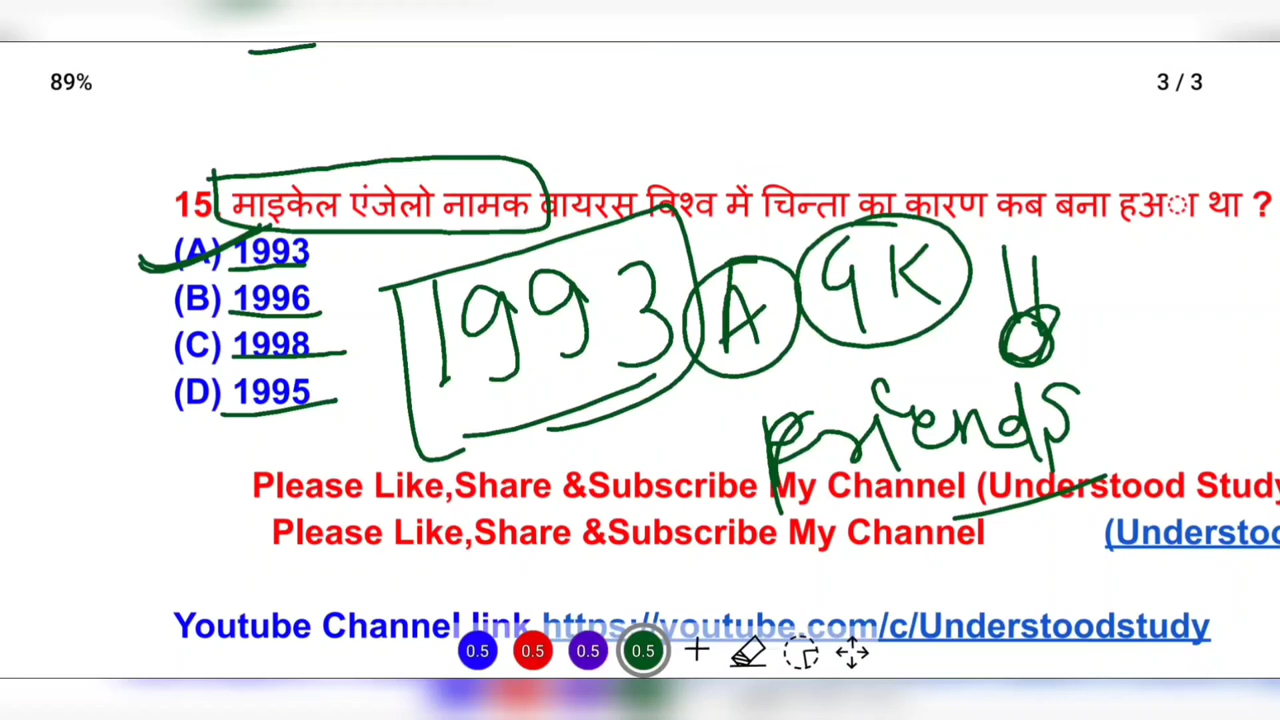 89%
3 / 3
15. माइकेल एंजेलो नामक वायरस विश्व में चिन्ता का कारण कब बना हअा था ?
(A) 1993
(B) 1996
(C) 1998
(D) 1995
1993 A GK
Friends
Please Like,Share &Subscribe My Channel (Understood Study
Please Like,Share &Subscribe My Channel (Understoo
Youtube Channel link https://youtube.com/c/Understoodstudy
0.5 0.5 0.5 0.5